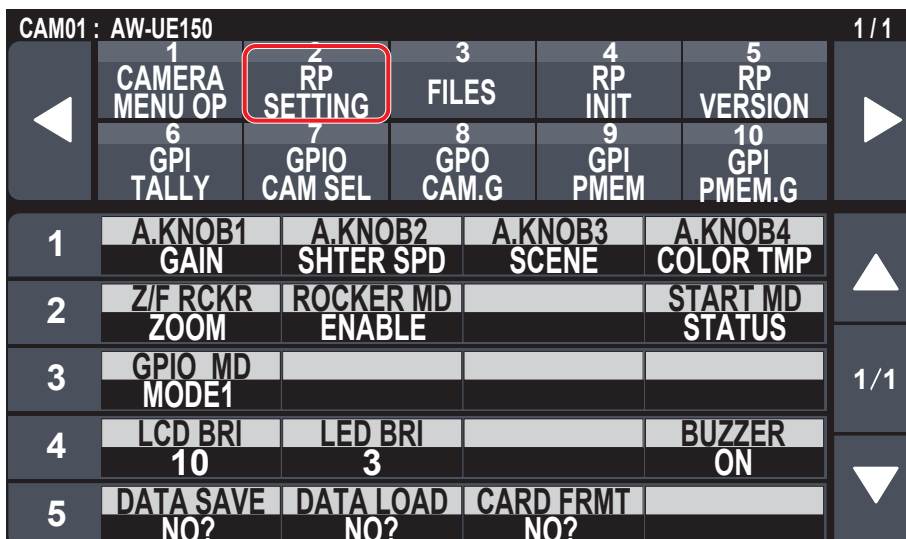 CAM01 : AW-UE150 1/1
1 2 3 4 5
CAMERA MENU OP RP SETTING FILES RP INIT RP VERSION
6 7 8 9 10
GPI TALLY GPIO CAM SEL GPO CAM.G GPI PMEM GPI PMEM.G
1 A.KNOB1 A.KNOB2 A.KNOB3 A.KNOB4
GAIN SHTER SPD SCENE COLOR TMP
2 Z/F RCKR ROCKER MD START MD
ZOOM ENABLE STATUS
3 GPIO MD 1/1
MODE1
4 LCD BRI LED BRI BUZZER
10 3 ON
5 DATA SAVE DATA LOAD CARD FRMT
NO? NO? NO?